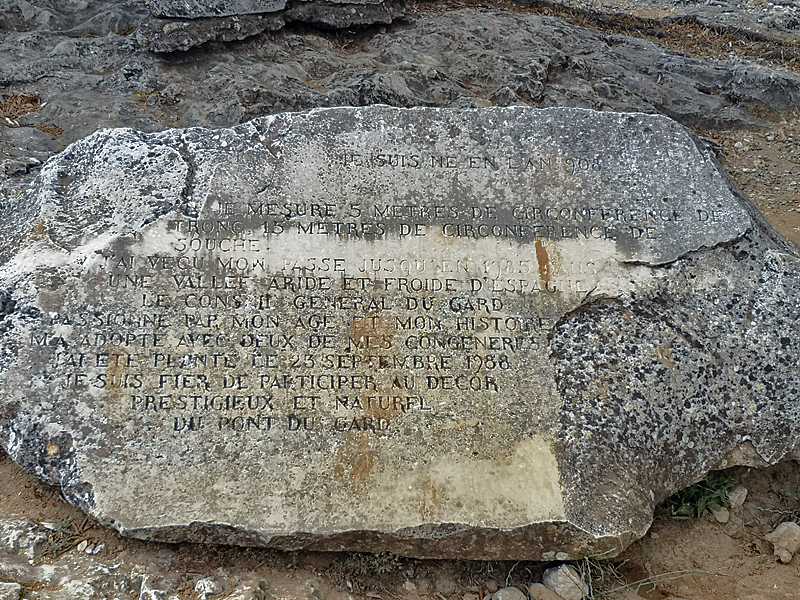 JE SUIS NE EN L'AN 908
JE MESURE 5 METRES DE CIRCONFERENCE DE
TRONC 15 METRES DE CIRCONFERENCE DE
SOUCHE.
J'AI VECU MON PASSE JUSQU'EN 1985 DANS
UNE VALLEE ARIDE ET FROIDE D'ESPAGNE
LE CONSEIL GENERAL DU GARD
PASSIONNE PAR MON AGE ET MON HISTOIRE
M'A ADOPTE AVEC DEUX DE MES CONGENERES
J'AI ETE PLANTE LE 23 SEPTEMBRE 1988
JE SUIS FIER DE PARTICIPER AU DECOR
PRESTIGIEUX ET NATUREL
DU PONT DU GARD